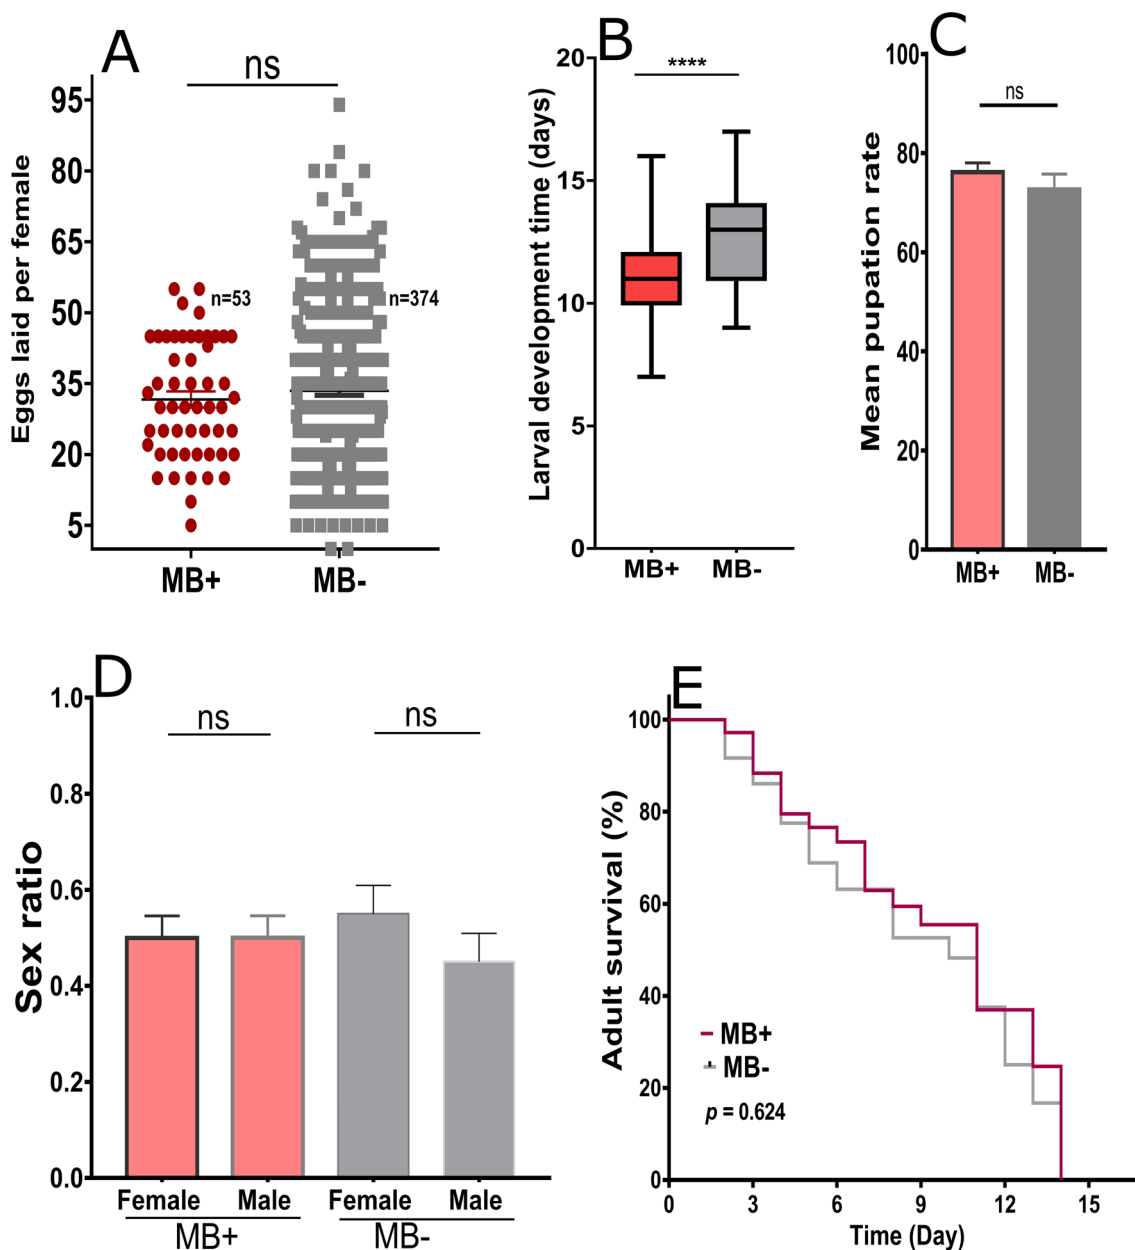 A
ns
Eggs laid per female
95
80
65
50
35
20
5
n=53
n=374
MB+
MB-
B
Larval development time (days)
20
15
10
5
0
****
MB+
MB-
C
Mean pupation rate
100
80
60
40
20
0
ns
MB+
MB-
D
Sex ratio
1.0
0.8
0.6
0.4
0.2
0.0
ns
ns
Female
Male
Female
Male
MB+
MB-
E
Adult survival (%)
100
80
60
40
20
0
MB+
MB-
p = 0.624
0
3
6
9
12
15
Time (Day)